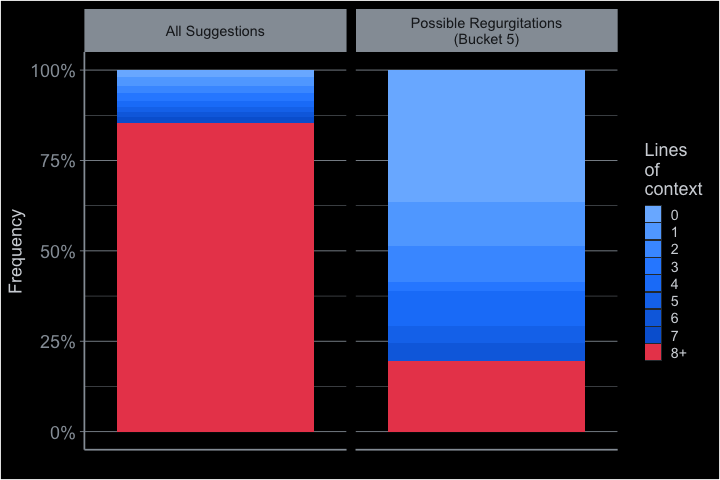 All Suggestions
Possible Regurgitations
(Bucket 5)
100%
75%
50%
25%
0%
Frequency
Lines
of
context
0
1
2
3
4
5
6
7
8+